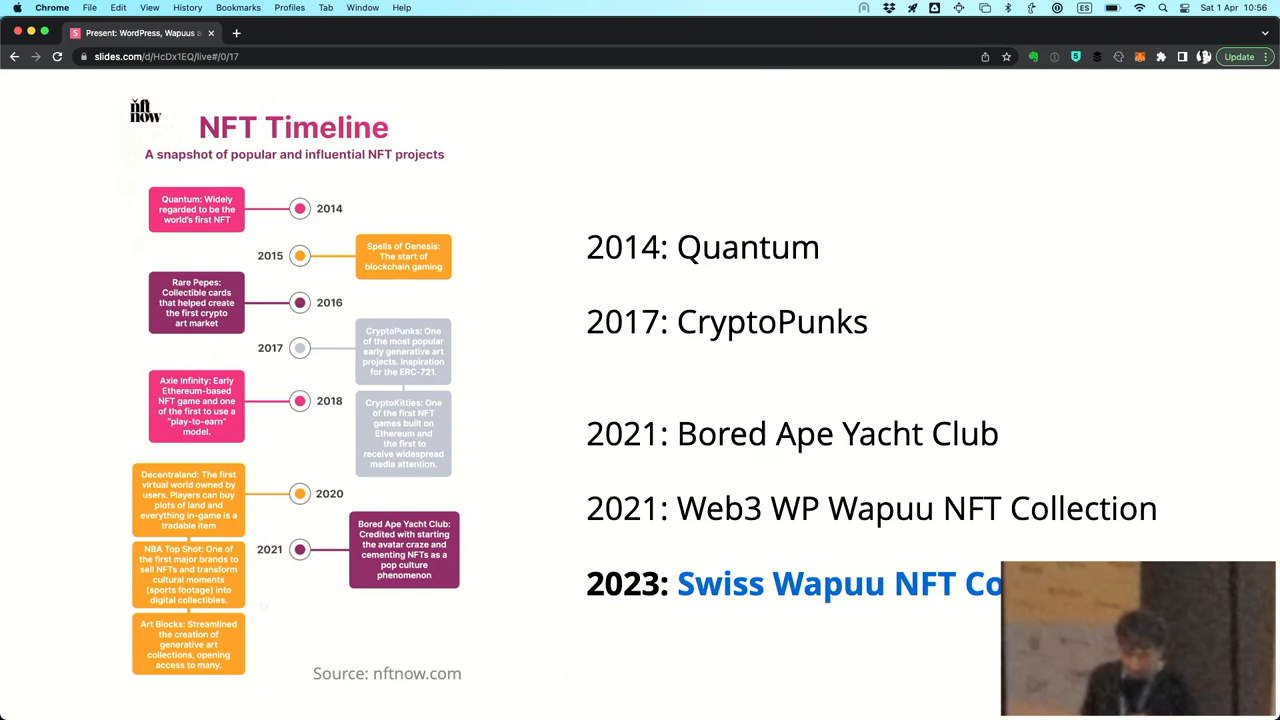 Chrome File Edit View History Bookmarks Profiles Tab Window Help
ES Sat 1 Apr 10:56
Present: WordPress, Wapuus a
slides.com/d/HcDx1EQ/live#/0/17
Update
nft
now
NFT Timeline
A snapshot of popular and influential NFT projects
Quantum: Widely
regarded to be the
world's first NFT
2014
2015
Spells of Genesis:
The start of
blockchain gaming
Rare Pepes:
Collectible cards
that helped create
the first crypto
art market
2016
2017
CryptoPunks: One
of the most popular
early generative art
projects. Inspiration
for the ERC-721.
Axie Infinity: Early
Ethereum-based
NFT game and one
of the first to use a
"play-to-earn"
model.
2018
CryptoKitties: One
of the first NFT
games built on
Ethereum and
the first to
receive widespread
media attention.
Decentraland: The first
virtual world owned by
users. Players can buy
plots of land and
everything in-game is a
tradable item
2020
NBA Top Shot: One of
the first major brands to
sell NFTs and transform
cultural moments
(sports footage) into
digital collectibles.
2021
Bored Ape Yacht Club:
Credited with starting
the avatar craze and
cementing NFTs as a
pop culture
phenomenon
Art Blocks: Streamlined
the creation of
generative art
collections, opening
access to many.
Source: nftnow.com
2014: Quantum
2017: CryptoPunks
2021: Bored Ape Yacht Club
2021: Web3 WP Wapuu NFT Collection
2023: Swiss Wapuu NFT Co